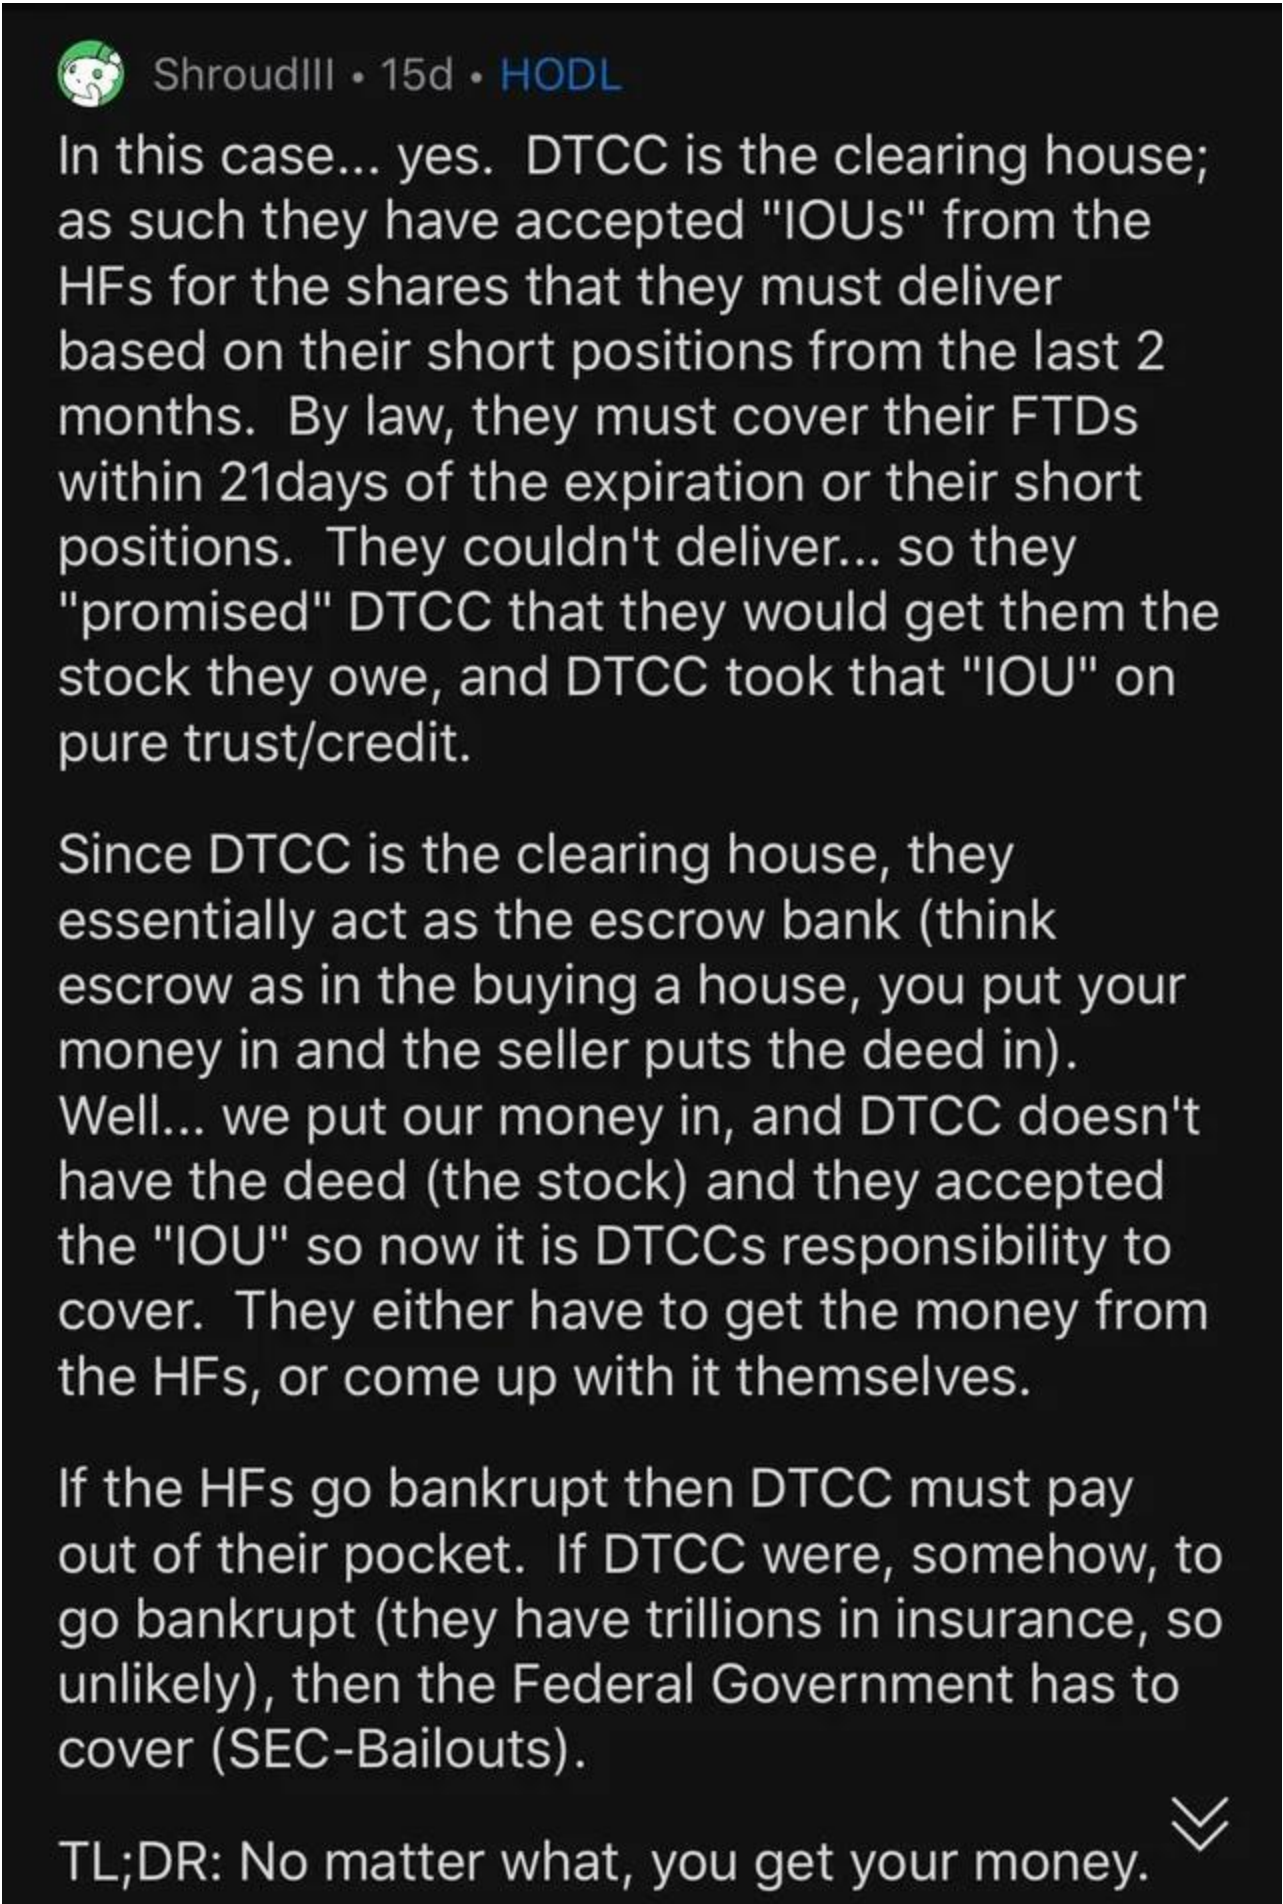 ShroudIII • 15d • HODL
In this case... yes.  DTCC is the clearing house;
as such they have accepted "IOUs" from the
HFs for the shares that they must deliver
based on their short positions from the last 2
months.  By law, they must cover their FTDs
within 21days of the expiration or their short
positions.  They couldn't deliver... so they
"promised" DTCC that they would get them the
stock they owe, and DTCC took that "IOU" on
pure trust/credit.
Since DTCC is the clearing house, they
essentially act as the escrow bank (think
escrow as in the buying a house, you put your
money in and the seller puts the deed in).
Well... we put our money in, and DTCC doesn't
have the deed (the stock) and they accepted
the "IOU" so now it is DTCCs responsibility to
cover.  They either have to get the money from
the HFs, or come up with it themselves.
If the HFs go bankrupt then DTCC must pay
out of their pocket.  If DTCC were, somehow, to
go bankrupt (they have trillions in insurance, so
unlikely), then the Federal Government has to
cover (SEC-Bailouts).
TL;DR: No matter what, you get your money.